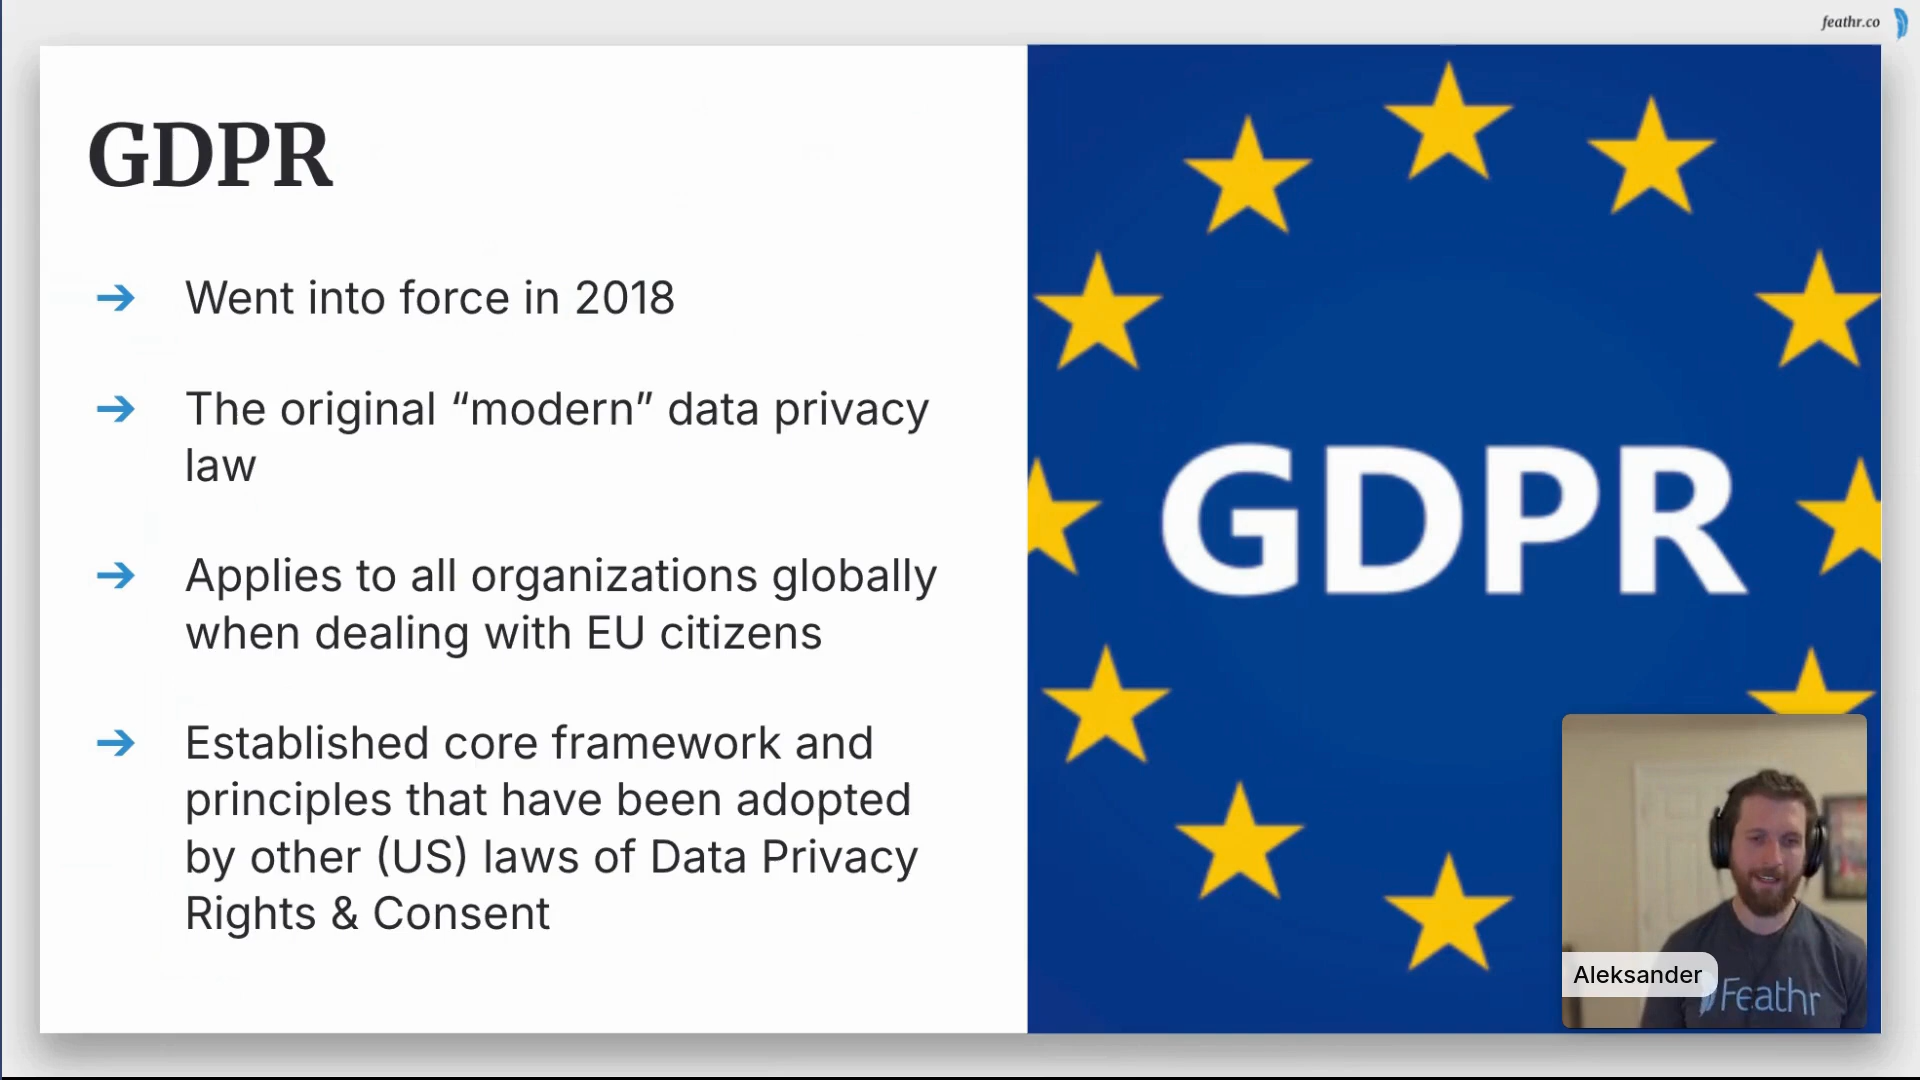 feathr.co
GDPR
➔ Went into force in 2018
➔ The original “modern” data privacy
law
➔ Applies to all organizations globally
when dealing with EU citizens
➔ Established core framework and
principles that have been adopted
by other (US) laws of Data Privacy
Rights & Consent
GDPR
Aleksander
Feathr